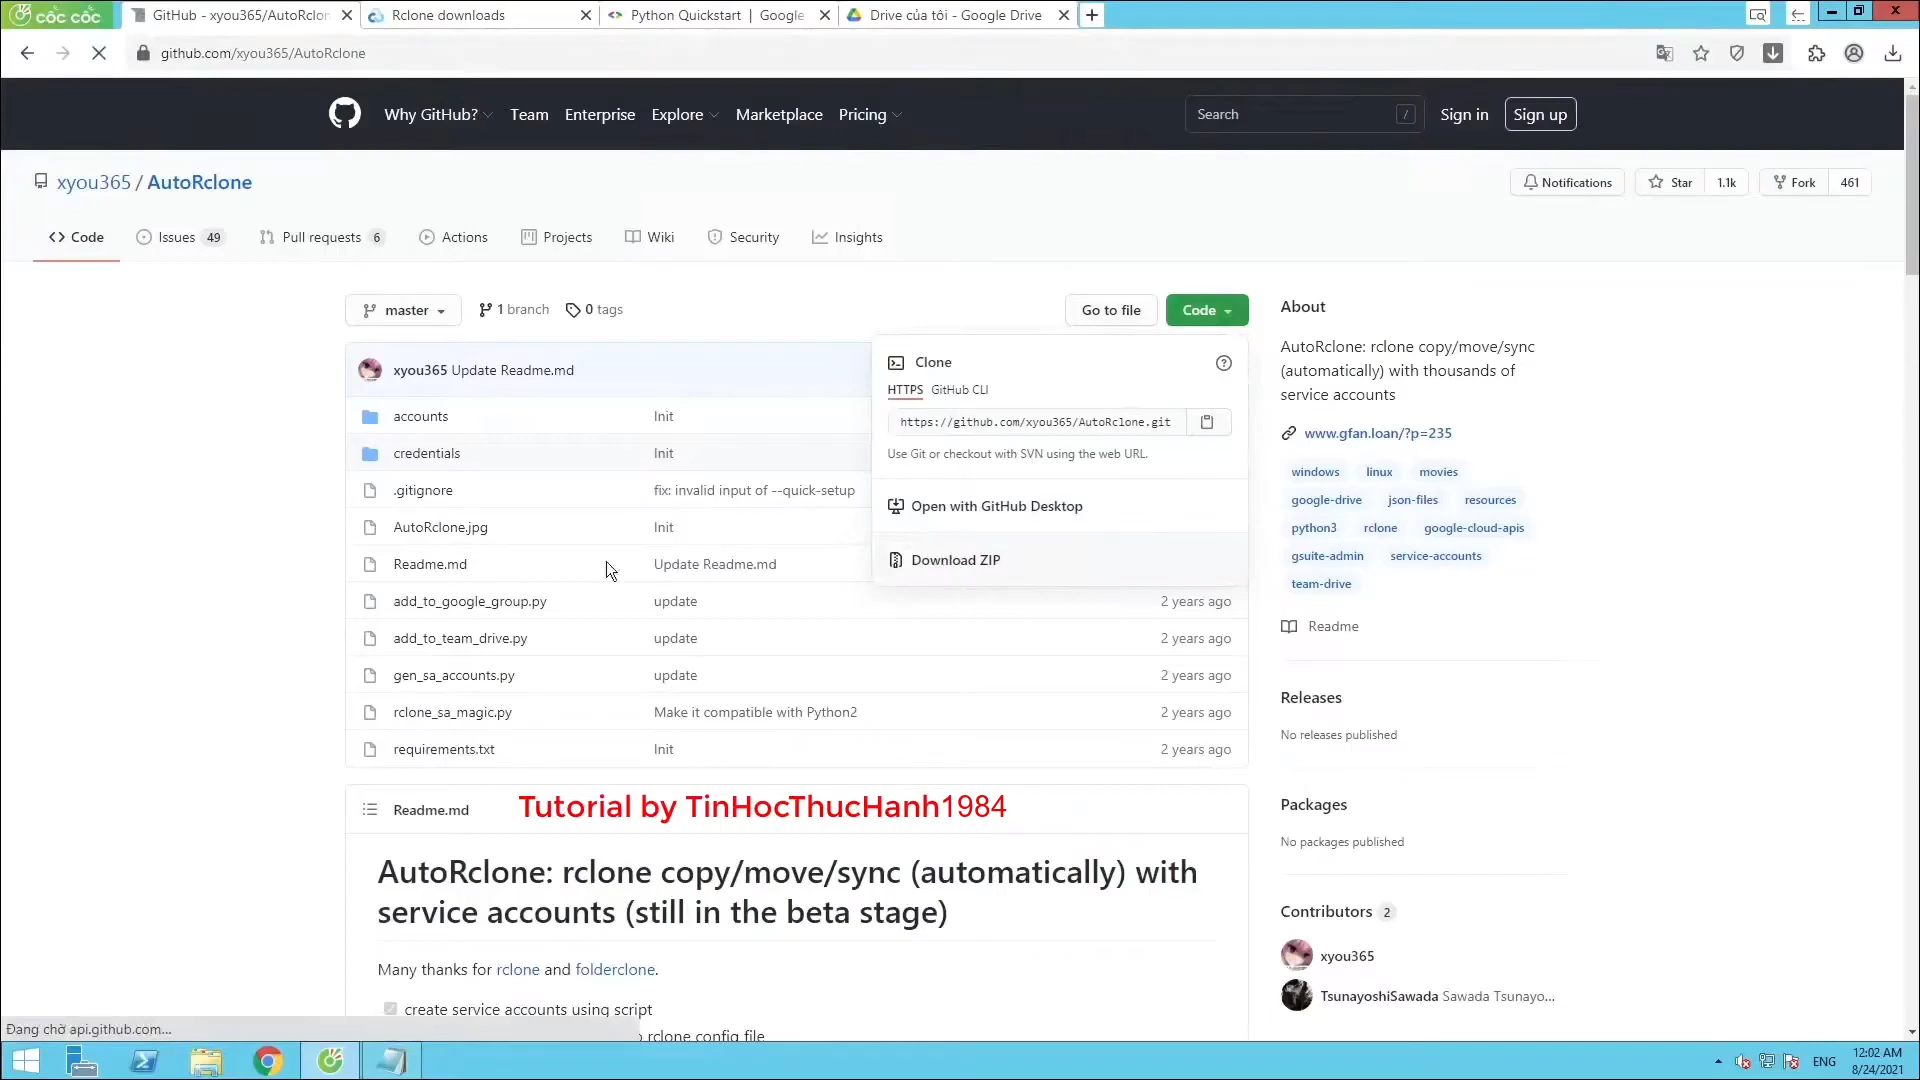 cốc cốc
GitHub - xyou365/AutoRclon
Rclone downloads
Python Quickstart | Google
Drive của tôi - Google Drive
github.com/xyou365/AutoRclone
Why GitHub?
Team
Enterprise
Explore
Marketplace
Pricing
Search
/
Sign in
Sign up
xyou365 / AutoRclone
Notifications
Star 1.1k
Fork 461
Code
Issues 49
Pull requests 6
Actions
Projects
Wiki
Security
Insights
master
1 branch
0 tags
Go to file
Code
About
AutoRclone: rclone copy/move/sync
(automatically) with thousands of
service accounts
www.gfan.loan/?p=235
windows linux movies
google-drive json-files resources
python3 rclone google-cloud-apis
gsuite-admin service-accounts
team-drive
Readme
Releases
No releases published
Packages
No packages published
Contributors 2
xyou365
TsunayoshiSawada Sawada Tsunayo...
Clone
HTTPS GitHub CLI
https://github.com/xyou365/AutoRclone.git
Use Git or checkout with SVN using the web URL.
Open with GitHub Desktop
Download ZIP
xyou365 Update Readme.md
accounts Init
credentials Init
.gitignore fix: invalid input of --quick-setup
AutoRclone.jpg Init
Readme.md Update Readme.md
add_to_google_group.py update 2 years ago
add_to_team_drive.py update 2 years ago
gen_sa_accounts.py update 2 years ago
rclone_sa_magic.py Make it compatible with Python2 2 years ago
requirements.txt Init 2 years ago
Readme.md
Tutorial by TinHocThucHanh1984
AutoRclone: rclone copy/move/sync (automatically) with
service accounts (still in the beta stage)
Many thanks for rclone and folderclone.
create service accounts using script
rclone config file
Đang chờ api.github.com...
ENG
12:02 AM
8/24/2021